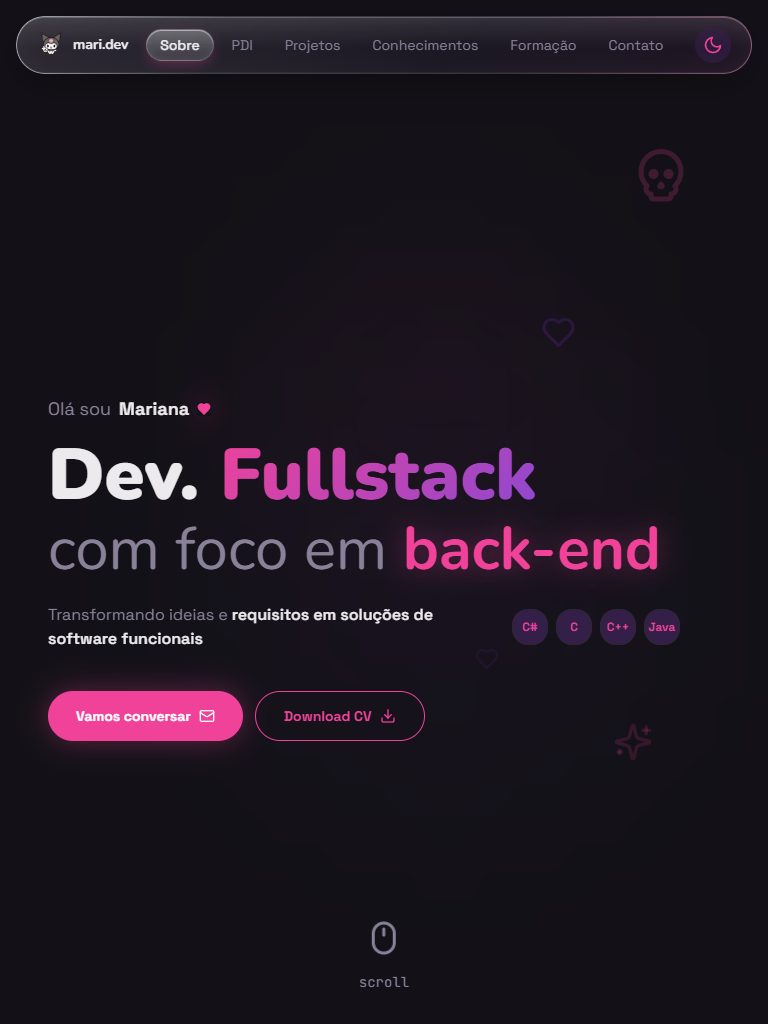 mari.dev Sobre PDI Projetos Conhecimentos Formação Contato
Olá sou Mariana
Dev. Fullstack
com foco em back-end
Transformando ideias e requisitos em soluções de
software funcionais
C# C C++ Java
Vamos conversar Download CV
scroll